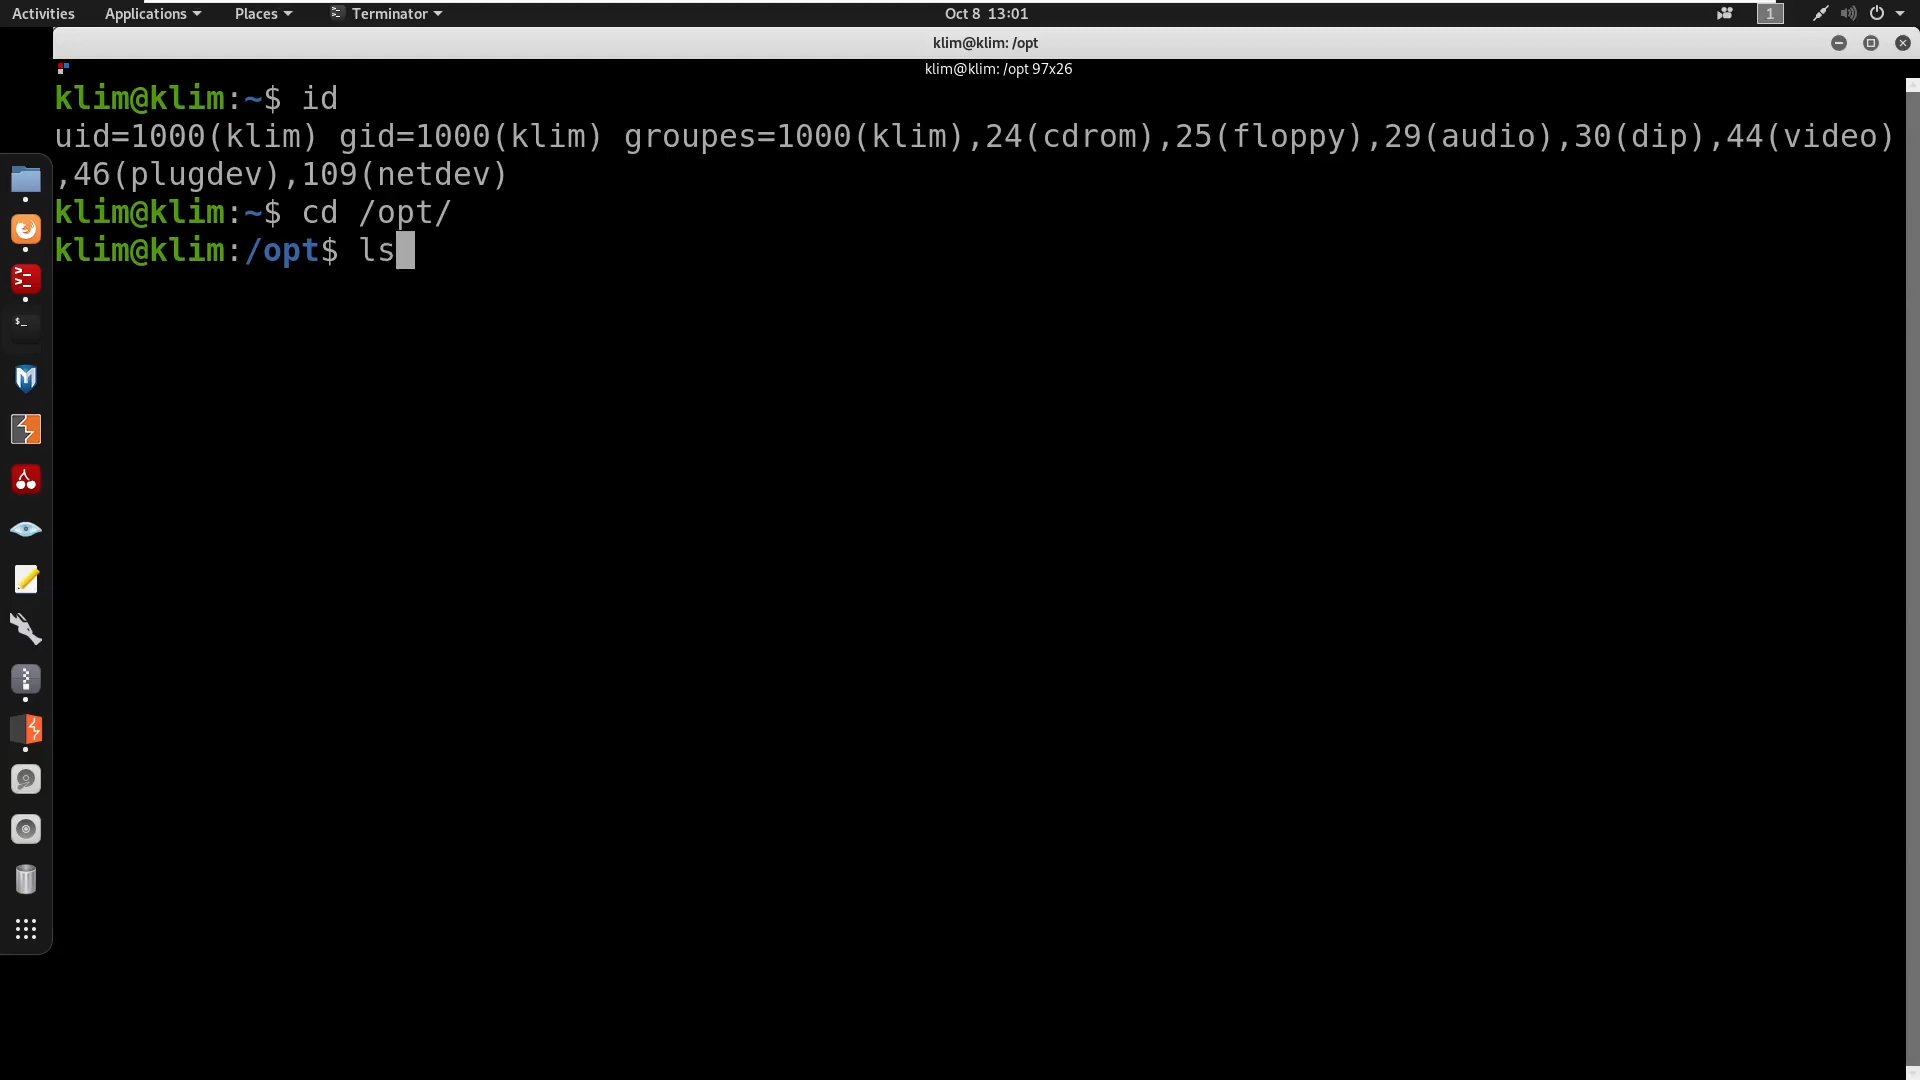 Activities Applications Places Terminator Oct 8 13:01 1
klim@klim: /opt
klim@klim: /opt 97x26
klim@klim:~$ id
uid=1000(klim) gid=1000(klim) groupes=1000(klim),24(cdrom),25(floppy),29(audio),30(dip),44(video)
,46(plugdev),109(netdev)
klim@klim:~$ cd /opt/
klim@klim:/opt$ ls